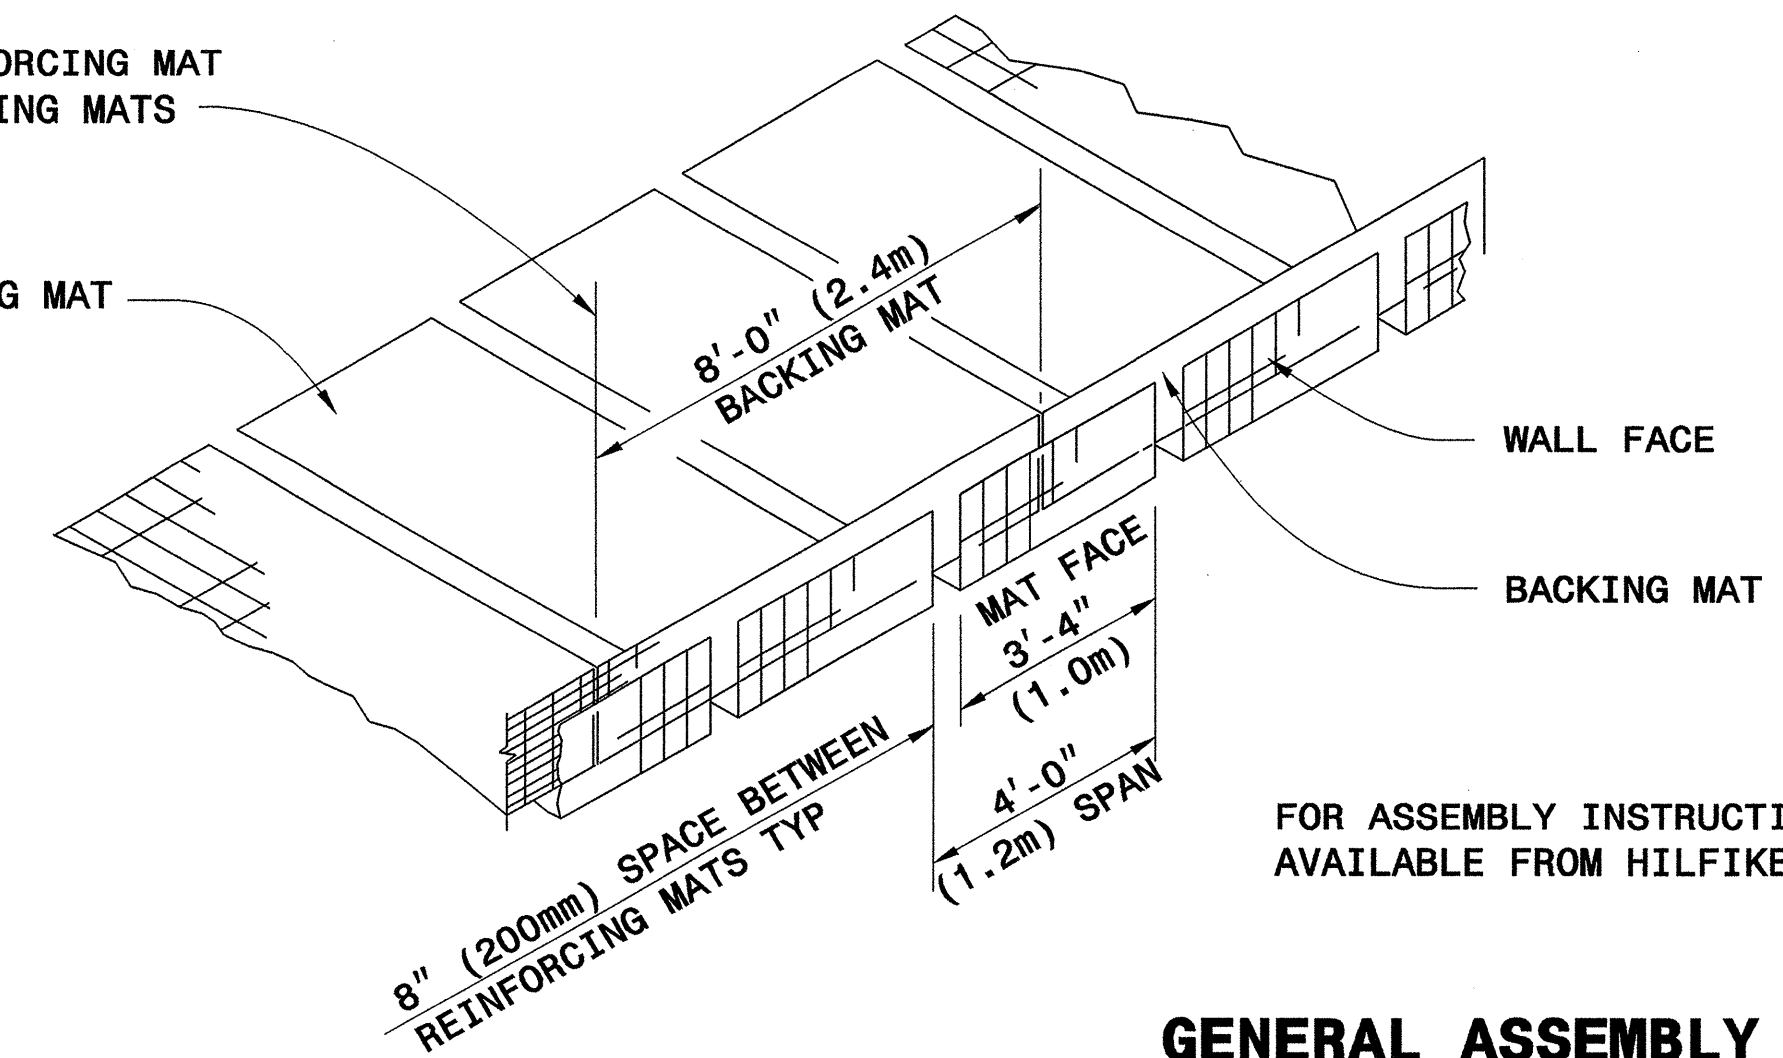 ORCING MAT
ING MATS
G MAT
8'-0" (2.4m)
BACKING MAT
WALL FACE
BACKING MAT
MAT FACE
3'-4"
(1.0m)
4'-0"
(1.2m) SPAN
8" (200mm) SPACE BETWEEN
REINFORCING MATS TYP
FOR ASSEMBLY INSTRUCTI
AVAILABLE FROM HILFIKE
GENERAL ASSEMBLY